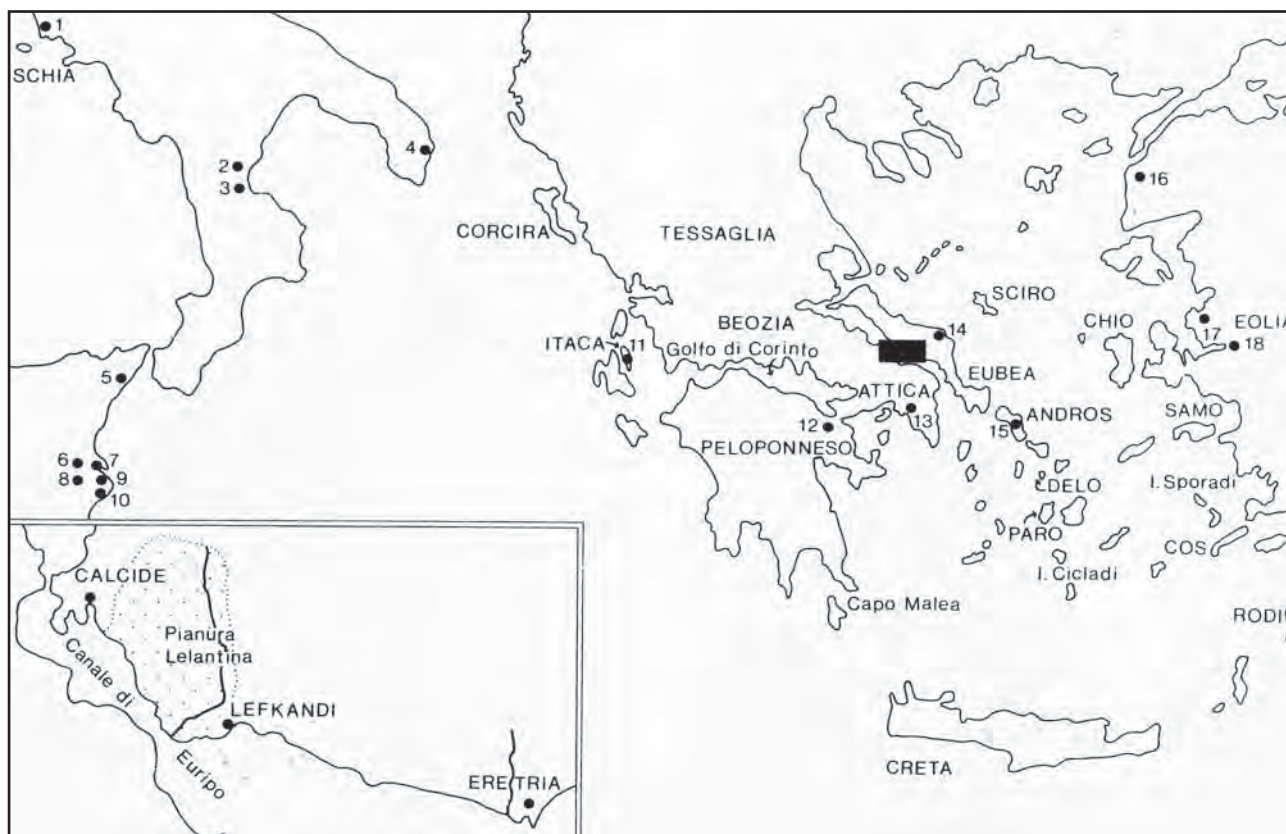 1
SCHIA
2
3
4
CORCIRA
TESSAGLIA
16
SCIRO
BEOZIA
14
CHIO
17
EOLIA
18
ITACA
11
Golfo di Corinto
5
EUBEA
ATTICA
13
ANDROS
15
SAMO
12
PELOPONNESO
6
7
8
9
10
DELO
I. Sporadi
PARO
COS
I. Cicladi
Capo Malea
RODI
CRETA
CALCIDE
Pianura
Lelantina
Canale di
Euripo
LEFKANDI
ERETRIA